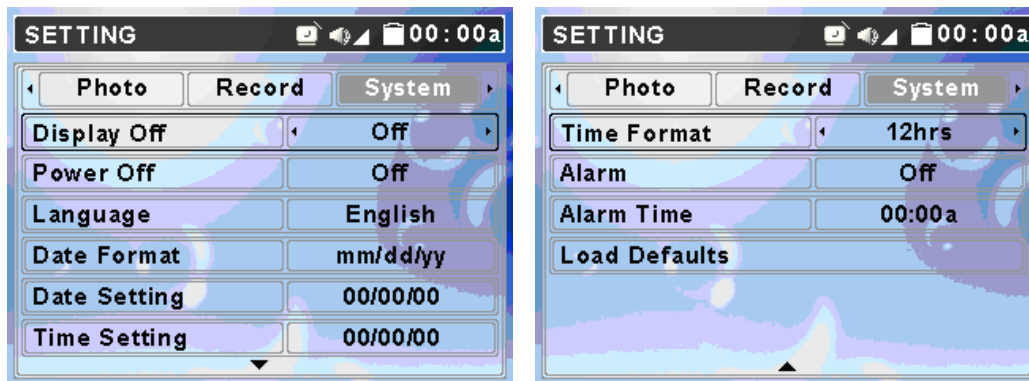 SETTING 00:00a
Photo Record System
Display Off Off
Power Off Off
Language English
Date Format mm/dd/yy
Date Setting 00/00/00
Time Setting 00/00/00
SETTING 00:00a
Photo Record System
Time Format 12hrs
Alarm Off
Alarm Time 00:00a
Load Defaults